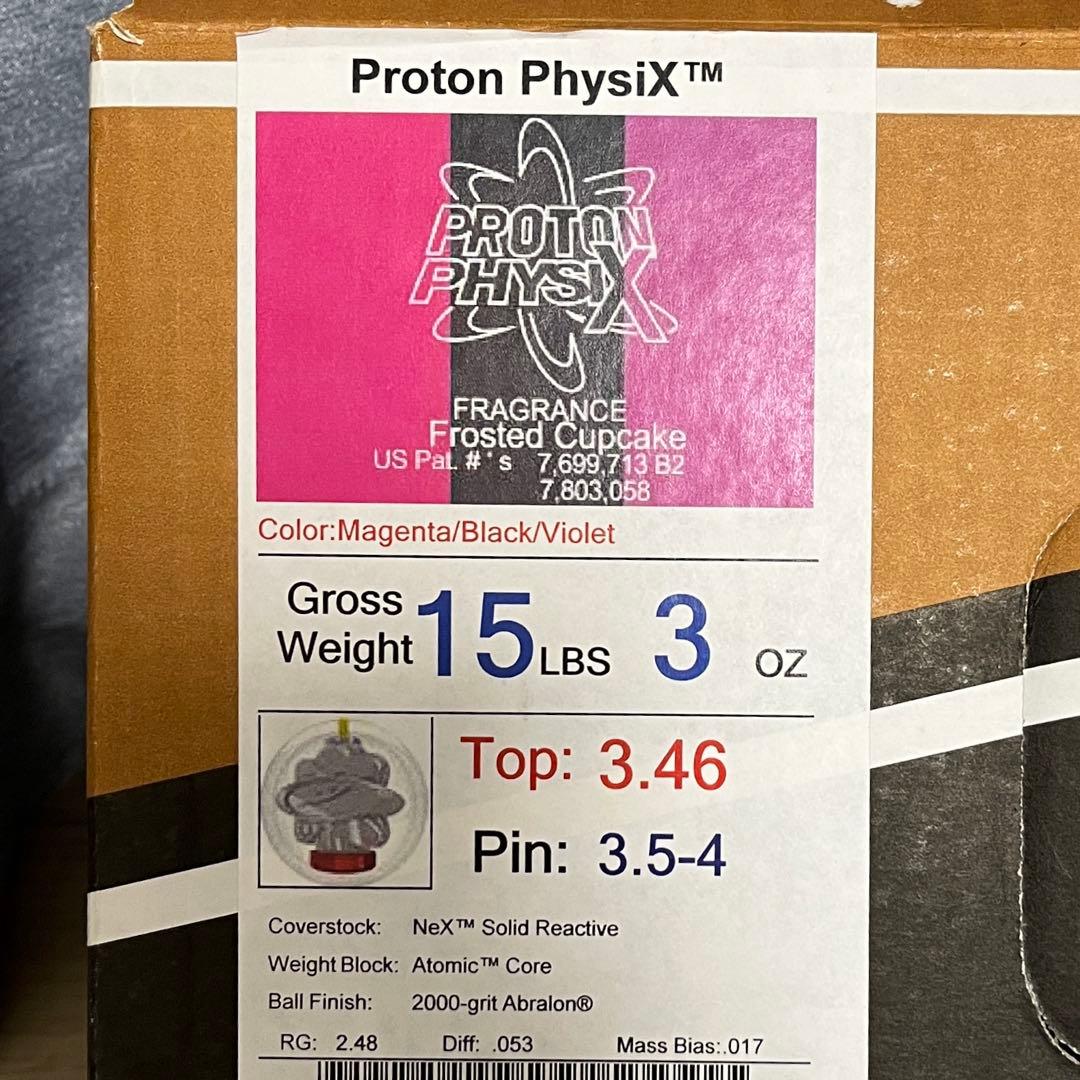 Proton PhysiX™
PROTON
PHYSIX
FRAGRANCE
Frosted Cupcake
US Pat. #'s 7,699,713 B2
7,803,058
Color:Magenta/Black/Violet
Gross
Weight 15 LBS 3 OZ
Top: 3.46
Pin: 3.5-4
Coverstock: NeX™ Solid Reactive
Weight Block: Atomic™ Core
Ball Finish: 2000-grit Abralon®
RG: 2.48 Diff: .053 Mass Bias:.017